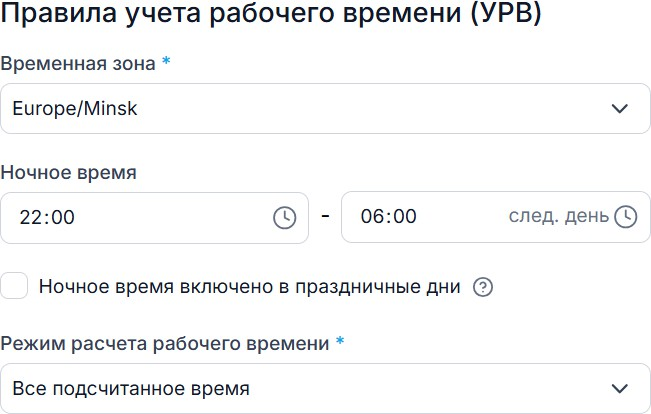 Правила учета рабочего времени (УРВ)
Временная зона *
Europe/Minsk
Ночное время
22:00 - 06:00 след. день
Ночное время включено в праздничные дни ?
Режим расчета рабочего времени *
Все подсчитанное время